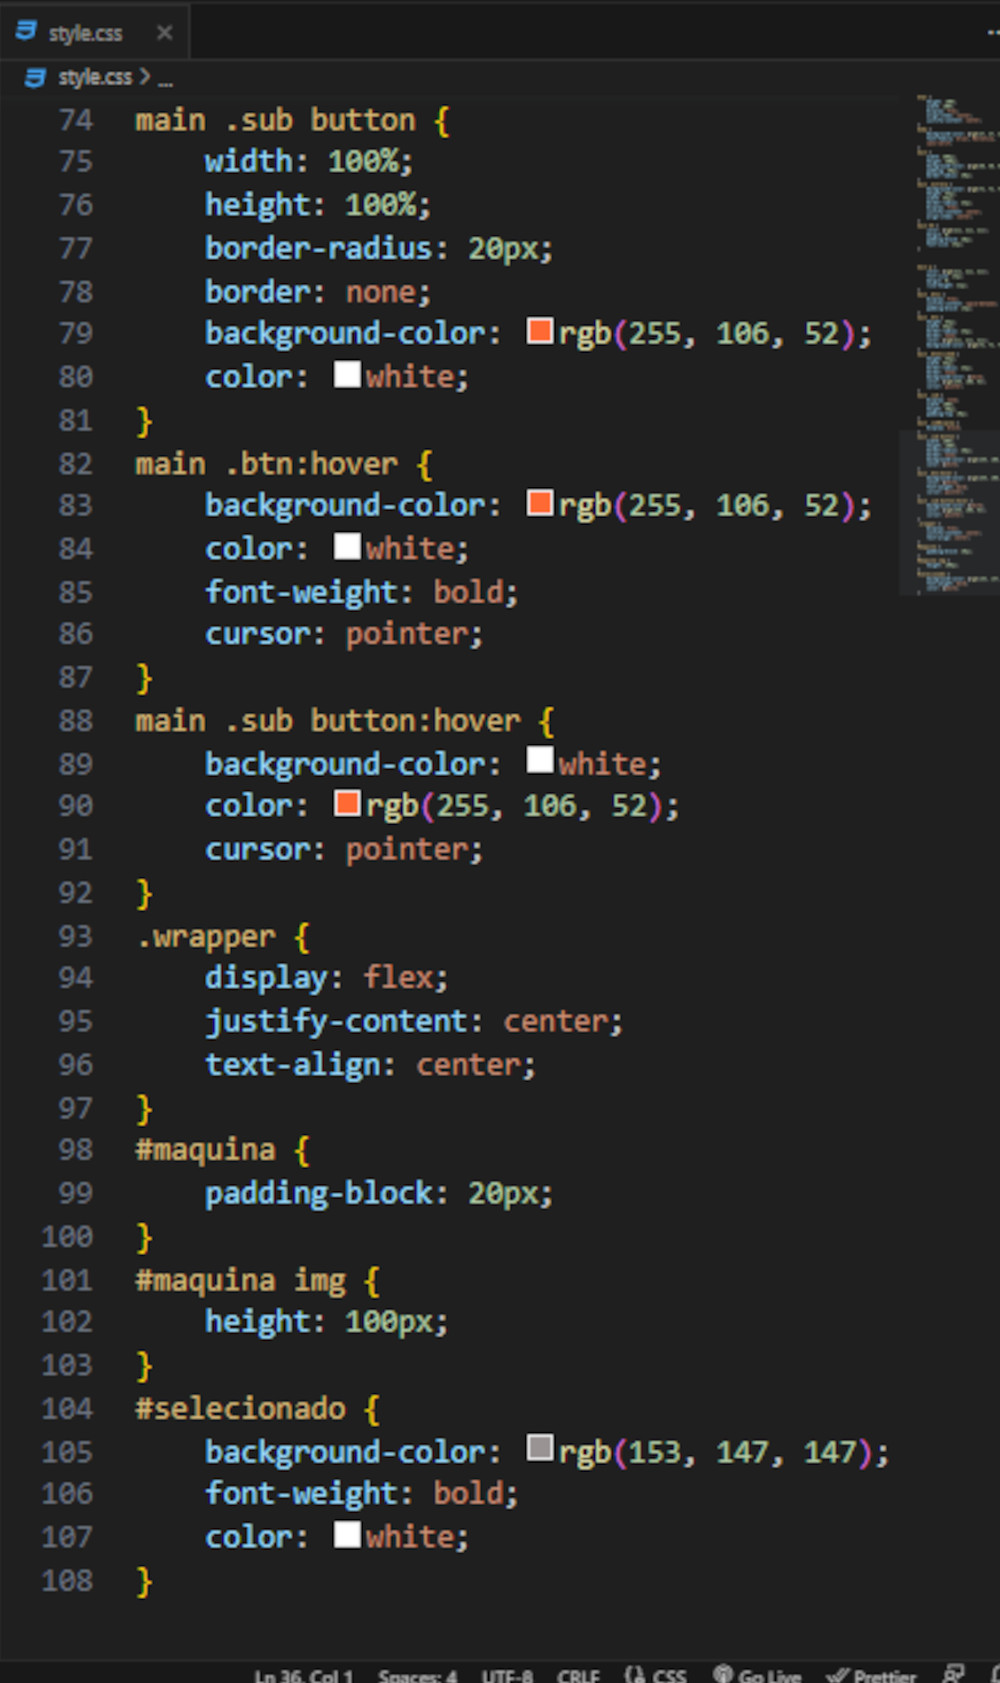 style.css
style.css > ...
74 main .sub button {
75     width: 100%;
76     height: 100%;
77     border-radius: 20px;
78     border: none;
79     background-color: rgb(255, 106, 52);
80     color: white;
81 }
82 main .btn:hover {
83     background-color: rgb(255, 106, 52);
84     color: white;
85     font-weight: bold;
86     cursor: pointer;
87 }
88 main .sub button:hover {
89     background-color: white;
90     color: rgb(255, 106, 52);
91     cursor: pointer;
92 }
93 .wrapper {
94     display: flex;
95     justify-content: center;
96     text-align: center;
97 }
98 #maquina {
99     padding-block: 20px;
100 }
101 #maquina img {
102     height: 100px;
103 }
104 #selecionado {
105     background-color: rgb(153, 147, 147);
106     font-weight: bold;
107     color: white;
108 }
Ln 36, Col 1 Spaces: 4 UTF-8 CRLF {} CSS Go Live Prettier